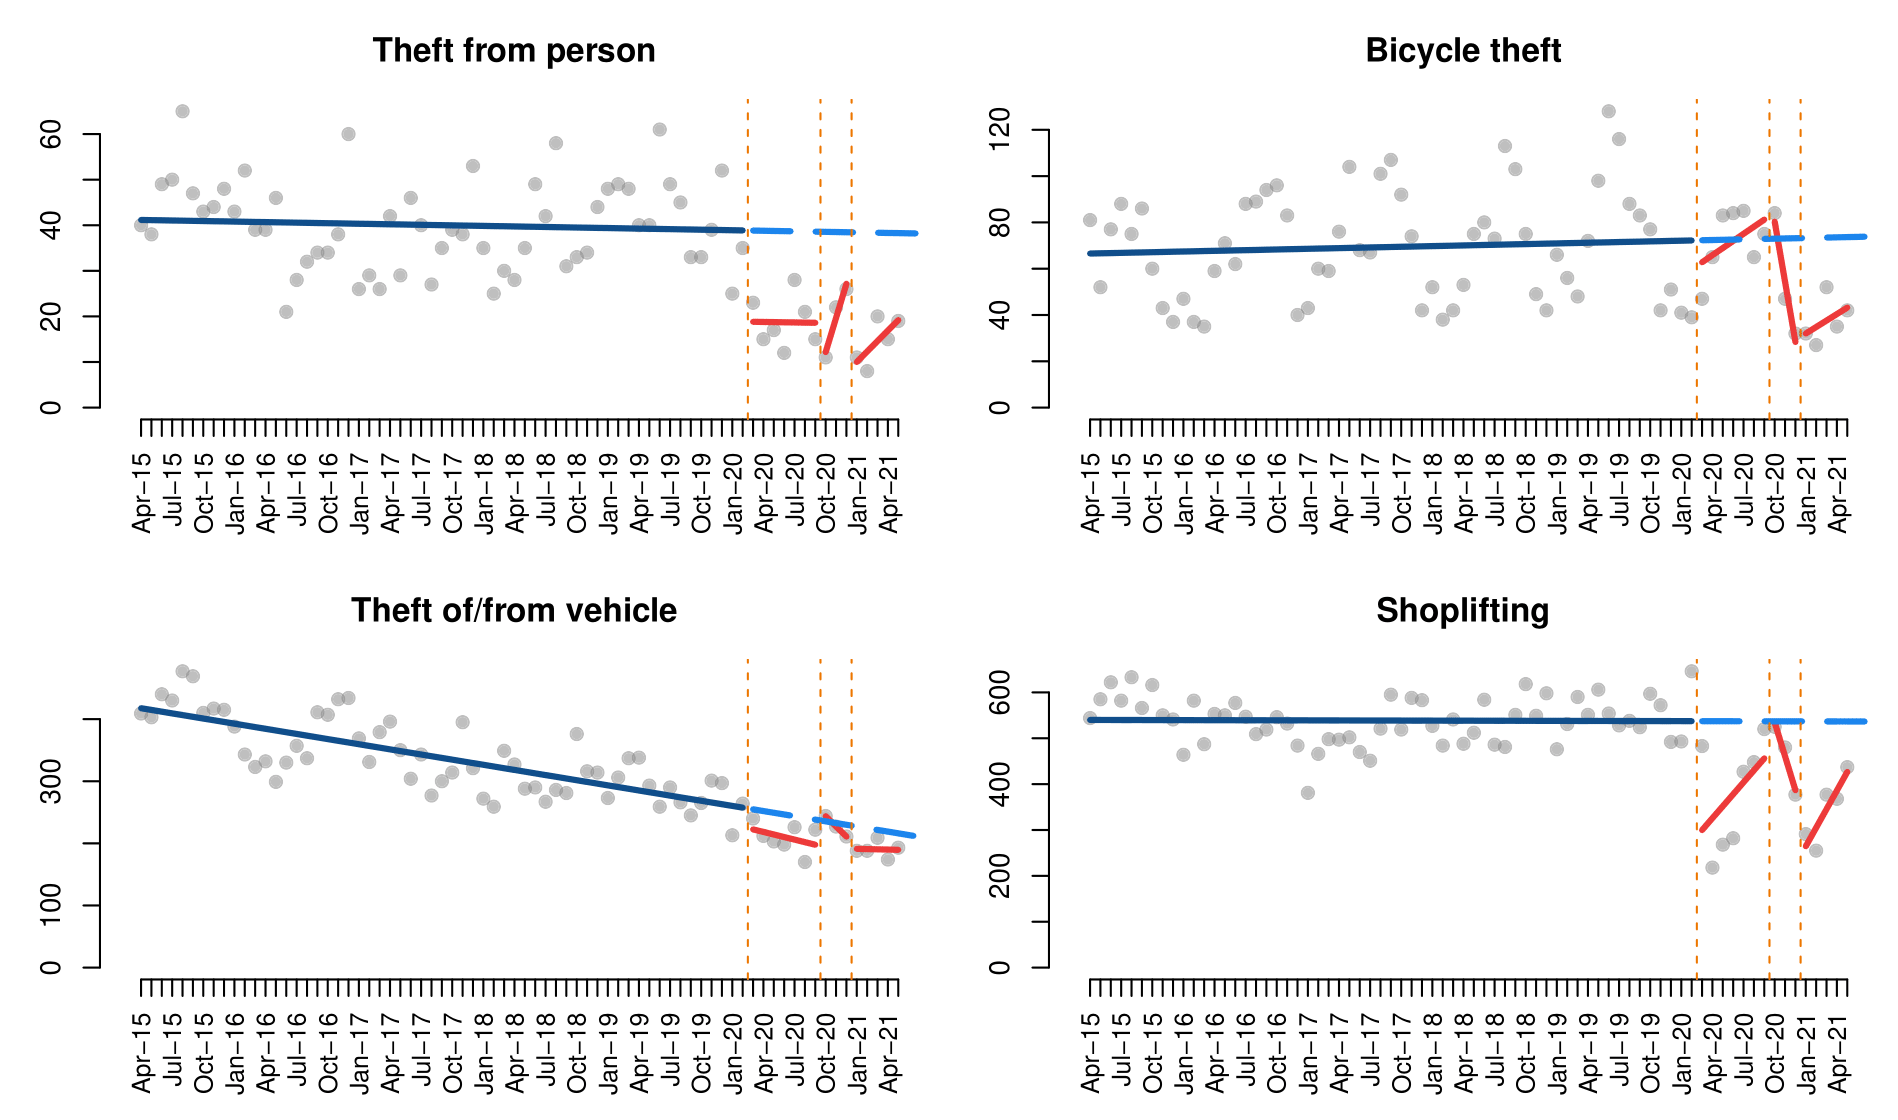 Theft from person
0
20
40
60
Apr−15
Jul−15
Oct−15
Jan−16
Apr−16
Jul−16
Oct−16
Jan−17
Apr−17
Jul−17
Oct−17
Jan−18
Apr−18
Jul−18
Oct−18
Jan−19
Apr−19
Jul−19
Oct−19
Jan−20
Apr−20
Jul−20
Oct−20
Jan−21
Apr−21
Bicycle theft
0
40
80
120
Apr−15
Jul−15
Oct−15
Jan−16
Apr−16
Jul−16
Oct−16
Jan−17
Apr−17
Jul−17
Oct−17
Jan−18
Apr−18
Jul−18
Oct−18
Jan−19
Apr−19
Jul−19
Oct−19
Jan−20
Apr−20
Jul−20
Oct−20
Jan−21
Apr−21
Theft of/from vehicle
0
100
300
Apr−15
Jul−15
Oct−15
Jan−16
Apr−16
Jul−16
Oct−16
Jan−17
Apr−17
Jul−17
Oct−17
Jan−18
Apr−18
Jul−18
Oct−18
Jan−19
Apr−19
Jul−19
Oct−19
Jan−20
Apr−20
Jul−20
Oct−20
Jan−21
Apr−21
Shoplifting
0
200
400
600
Apr−15
Jul−15
Oct−15
Jan−16
Apr−16
Jul−16
Oct−16
Jan−17
Apr−17
Jul−17
Oct−17
Jan−18
Apr−18
Jul−18
Oct−18
Jan−19
Apr−19
Jul−19
Oct−19
Jan−20
Apr−20
Jul−20
Oct−20
Jan−21
Apr−21